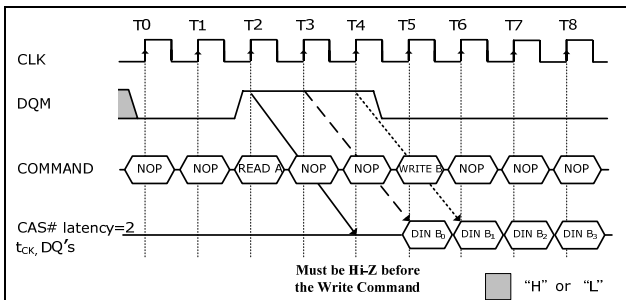 T0 T1 T2 T3 T4 T5 T6 T7 T8
CLK
DQM
COMMAND NOP NOP READ A NOP NOP WRITE B NOP NOP NOP
CAS# latency=2
tCK, DQ's DIN B0 DIN B1 DIN B2 DIN B3
Must be Hi-Z before
the Write Command
"H" or "L"